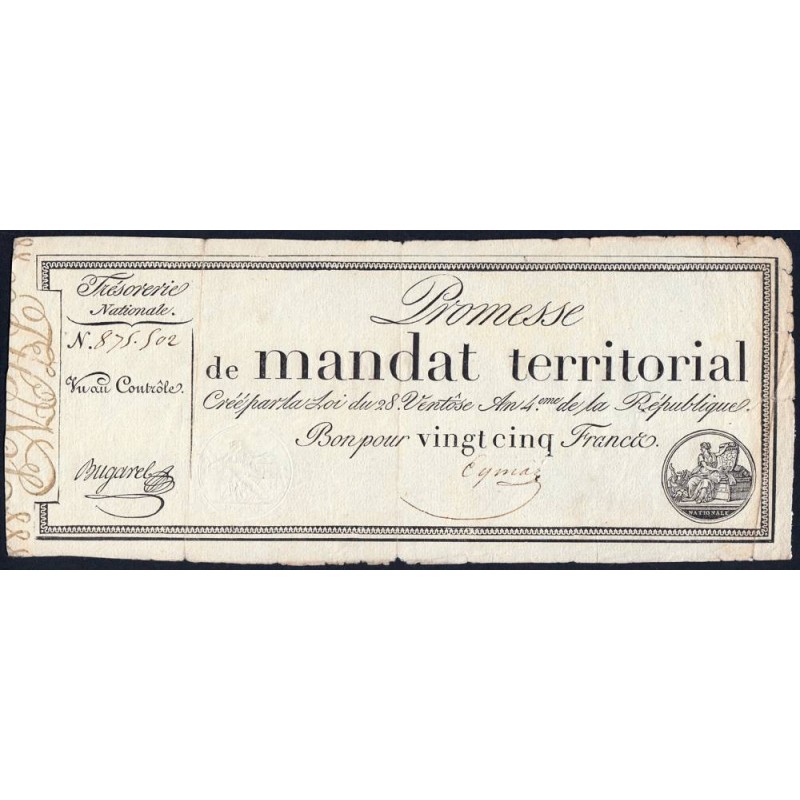 Trésorerie
Nationale.
N. 875.502
Vu au Contrôle.
Bugarel
Promesse
de mandat territorial
Créé par la Loi du 28. Ventôse An 4.eme de la République.
Bon pour vingt cinq Francs.
NATIONALE